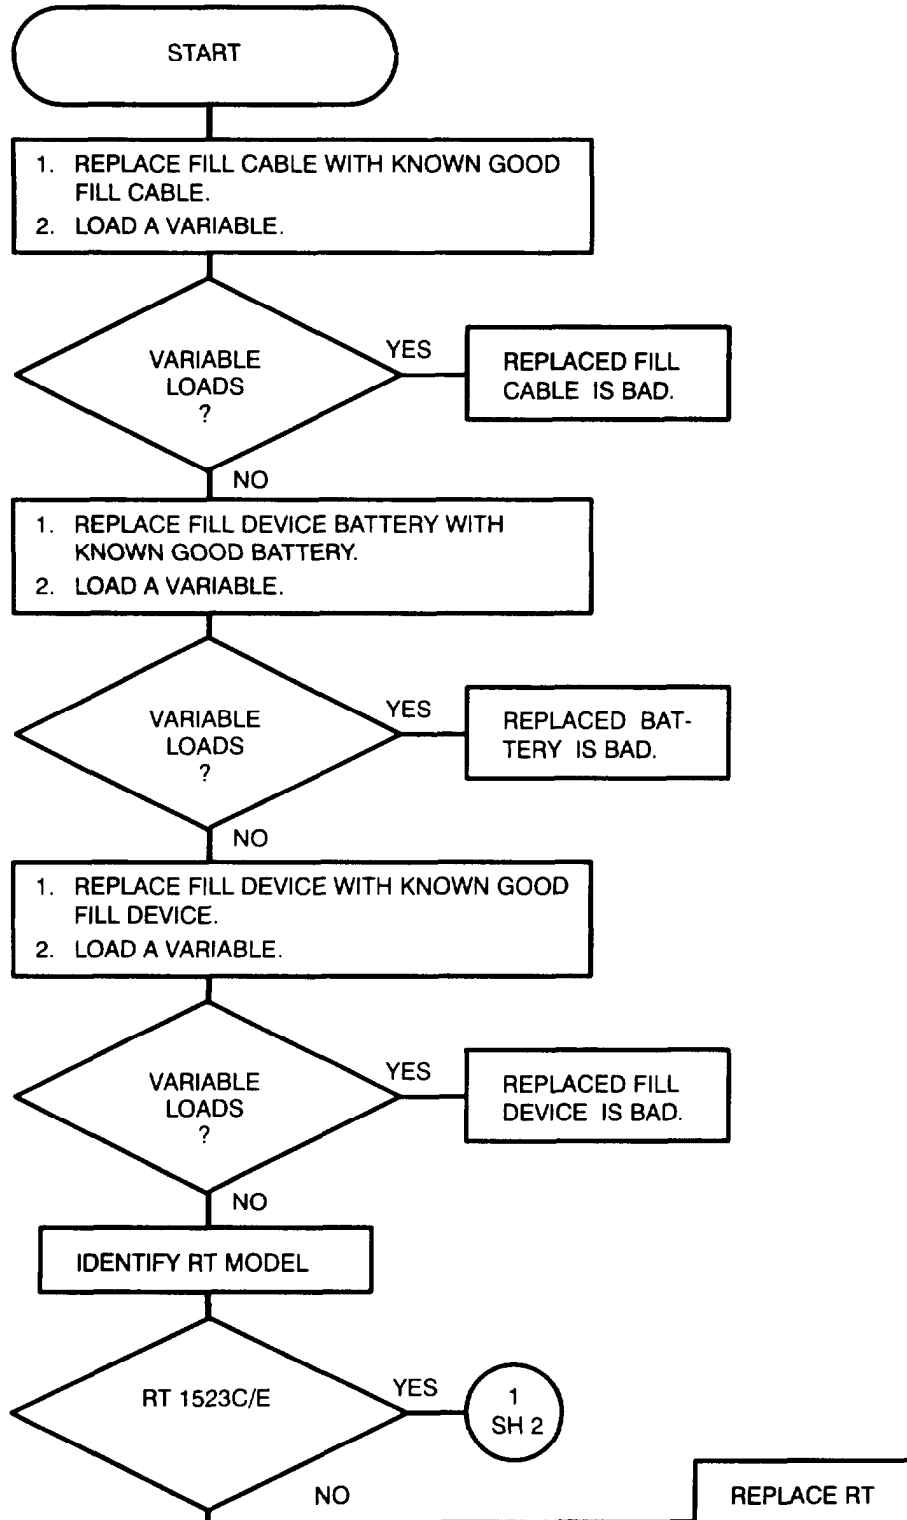 START
1. REPLACE FILL CABLE WITH KNOWN GOOD
FILL CABLE.
2. LOAD A VARIABLE.
VARIABLE
LOADS
?
YES
REPLACED FILL
CABLE IS BAD.
NO
1. REPLACE FILL DEVICE BATTERY WITH
KNOWN GOOD BATTERY.
2. LOAD A VARIABLE.
VARIABLE
LOADS
?
YES
REPLACED BAT-
TERY IS BAD.
NO
1. REPLACE FILL DEVICE WITH KNOWN GOOD
FILL DEVICE.
2. LOAD A VARIABLE.
VARIABLE
LOADS
?
YES
REPLACED FILL
DEVICE IS BAD.
NO
IDENTIFY RT MODEL
RT 1523C/E
YES
1
SH 2
NO
REPLACE RT